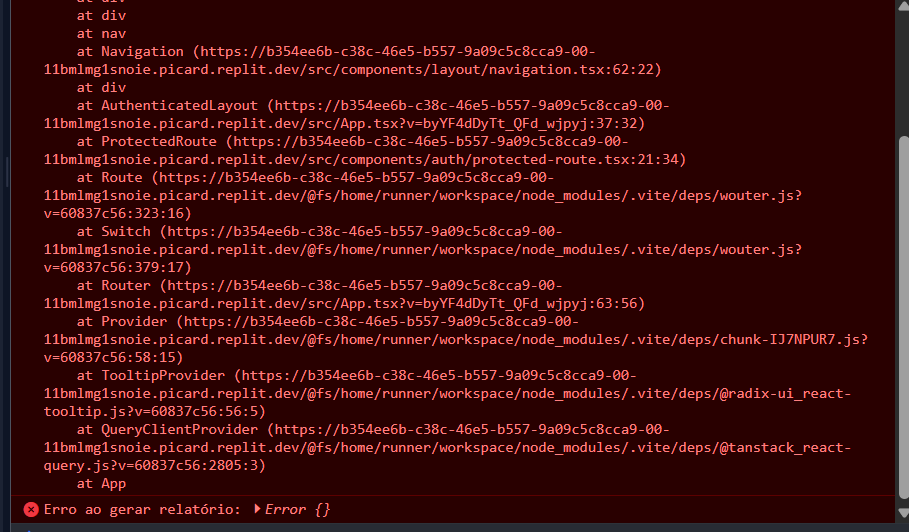 at div
at div
at nav
at Navigation (https://b354ee6b-c38c-46e5-b557-9a09c5c8cca9-00-
11bmlmg1snoie.picard.replit.dev/src/components/layout/navigation.tsx:62:22)
at div
at AuthenticatedLayout (https://b354ee6b-c38c-46e5-b557-9a09c5c8cca9-00-
11bmlmg1snoie.picard.replit.dev/src/App.tsx?v=byYF4dDyTt_QFd_wjpyj:37:32)
at ProtectedRoute (https://b354ee6b-c38c-46e5-b557-9a09c5c8cca9-00-
11bmlmg1snoie.picard.replit.dev/src/components/auth/protected-route.tsx:21:34)
at Route (https://b354ee6b-c38c-46e5-b557-9a09c5c8cca9-00-
11bmlmg1snoie.picard.replit.dev/@fs/home/runner/workspace/node_modules/.vite/deps/wouter.js?
v=60837c56:323:16)
at Switch (https://b354ee6b-c38c-46e5-b557-9a09c5c8cca9-00-
11bmlmg1snoie.picard.replit.dev/@fs/home/runner/workspace/node_modules/.vite/deps/wouter.js?
v=60837c56:379:17)
at Router (https://b354ee6b-c38c-46e5-b557-9a09c5c8cca9-00-
11bmlmg1snoie.picard.replit.dev/src/App.tsx?v=byYF4dDyTt_QFd_wjpyj:63:56)
at Provider (https://b354ee6b-c38c-46e5-b557-9a09c5c8cca9-00-
11bmlmg1snoie.picard.replit.dev/@fs/home/runner/workspace/node_modules/.vite/deps/chunk-IJ7NPUR7.js?
v=60837c56:58:15)
at TooltipProvider (https://b354ee6b-c38c-46e5-b557-9a09c5c8cca9-00-
11bmlmg1snoie.picard.replit.dev/@fs/home/runner/workspace/node_modules/.vite/deps/@radix-ui_react-
tooltip.js?v=60837c56:56:5)
at QueryClientProvider (https://b354ee6b-c38c-46e5-b557-9a09c5c8cca9-00-
11bmlmg1snoie.picard.replit.dev/@fs/home/runner/workspace/node_modules/.vite/deps/@tanstack_react-
query.js?v=60837c56:2805:3)
at App
Erro ao gerar relatório: Error {}